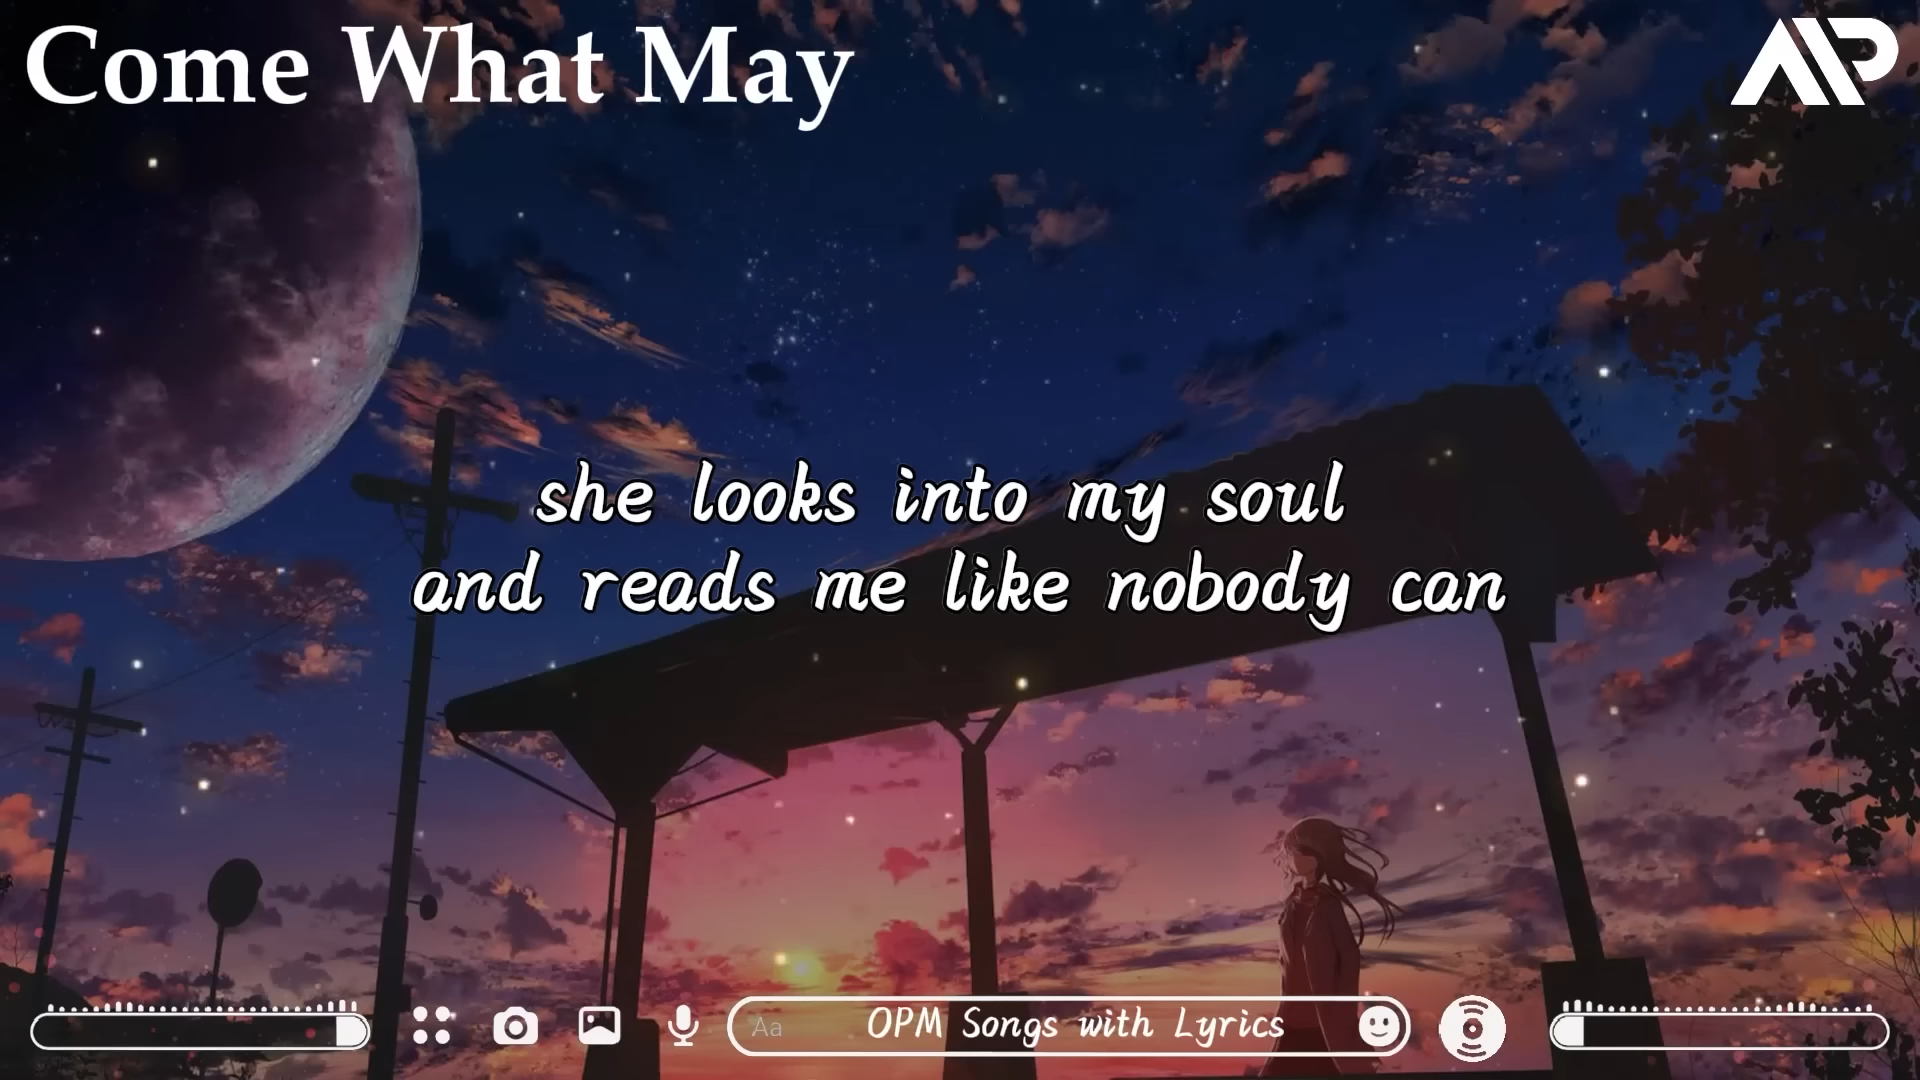 Come What May
AP
she looks into my soul
and reads me like nobody can
Aa
OPM Songs with Lyrics